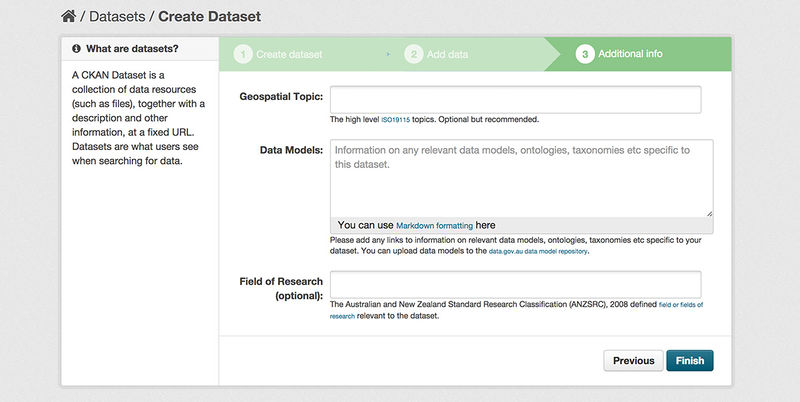 / Datasets / Create Dataset
What are datasets?
A CKAN Dataset is a
collection of data resources
(such as files), together with a
description and other
information, at a fixed URL.
Datasets are what users see
when searching for data.
1 Create dataset
2 Add data
3 Additional info
Geospatial Topic:
The high level ISO19115 topics. Optional but recommended.
Data Models:
Information on any relevant data models, ontologies, taxonomies etc specific to
this dataset.
You can use Markdown formatting here
Please add any links to information on relevant data models, ontologies, taxonomies etc specific to your
dataset. You can upload data models to the data.gov.au data model repository.
Field of Research
(optional):
The Australian and New Zealand Standard Research Classification (ANZSRC), 2008 defined field or fields of
research relevant to the dataset.
Previous
Finish